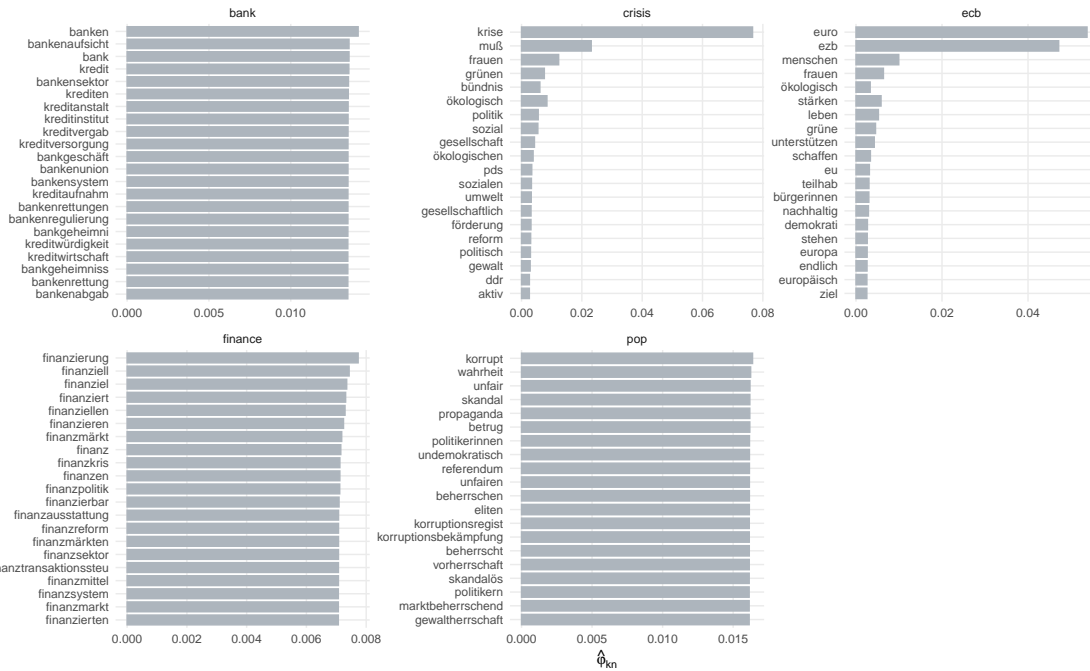 bank
banken
bankenaufsicht
bank
kredit
bankensektor
krediten
kreditanstalt
kreditinstitut
kreditvergab
kreditversorgung
bankgeschäft
bankenunion
bankensystem
kreditaufnahm
bankenrettungen
bankenregulierung
bankgeheimni
kreditwürdigkeit
kreditwirtschaft
bankgeheimniss
bankenrettung
bankenabgab
0.000 0.005 0.010
crisis
krise
muß
frauen
grünen
bündnis
ökologisch
politik
sozial
gesellschaft
ökologischen
pds
sozialen
umwelt
gesellschaftlich
förderung
reform
politisch
gewalt
ddr
aktiv
0.00 0.02 0.04 0.06 0.08
ecb
euro
ezb
menschen
frauen
ökologisch
stärken
leben
grüne
unterstützen
schaffen
eu
teilhab
bürgerinnen
nachhaltig
demokrati
stehen
europa
endlich
europäisch
ziel
0.00 0.02 0.04
finance
finanzierung
finanziell
finanziel
finanziert
finanziellen
finanzieren
finanzmärkt
finanz
finanzkris
finanzen
finanzpolitik
finanzierbar
finanzausstattung
finanzreform
finanzmärkten
finanzsektor
nanztransaktionssteu
finanzmittel
finanzsystem
finanzmarkt
finanzierten
0.000 0.002 0.004 0.006 0.008
pop
korrupt
wahrheit
unfair
skandal
propaganda
betrug
politikerinnen
undemokratisch
referendum
unfairen
beherrschen
eliten
korruptionsregist
korruptionsbekämpfung
beherrscht
vorherrschaft
skandalös
politikern
marktbeherrschend
gewaltherrschaft
0.000 0.005 0.010 0.015
φ̂kn